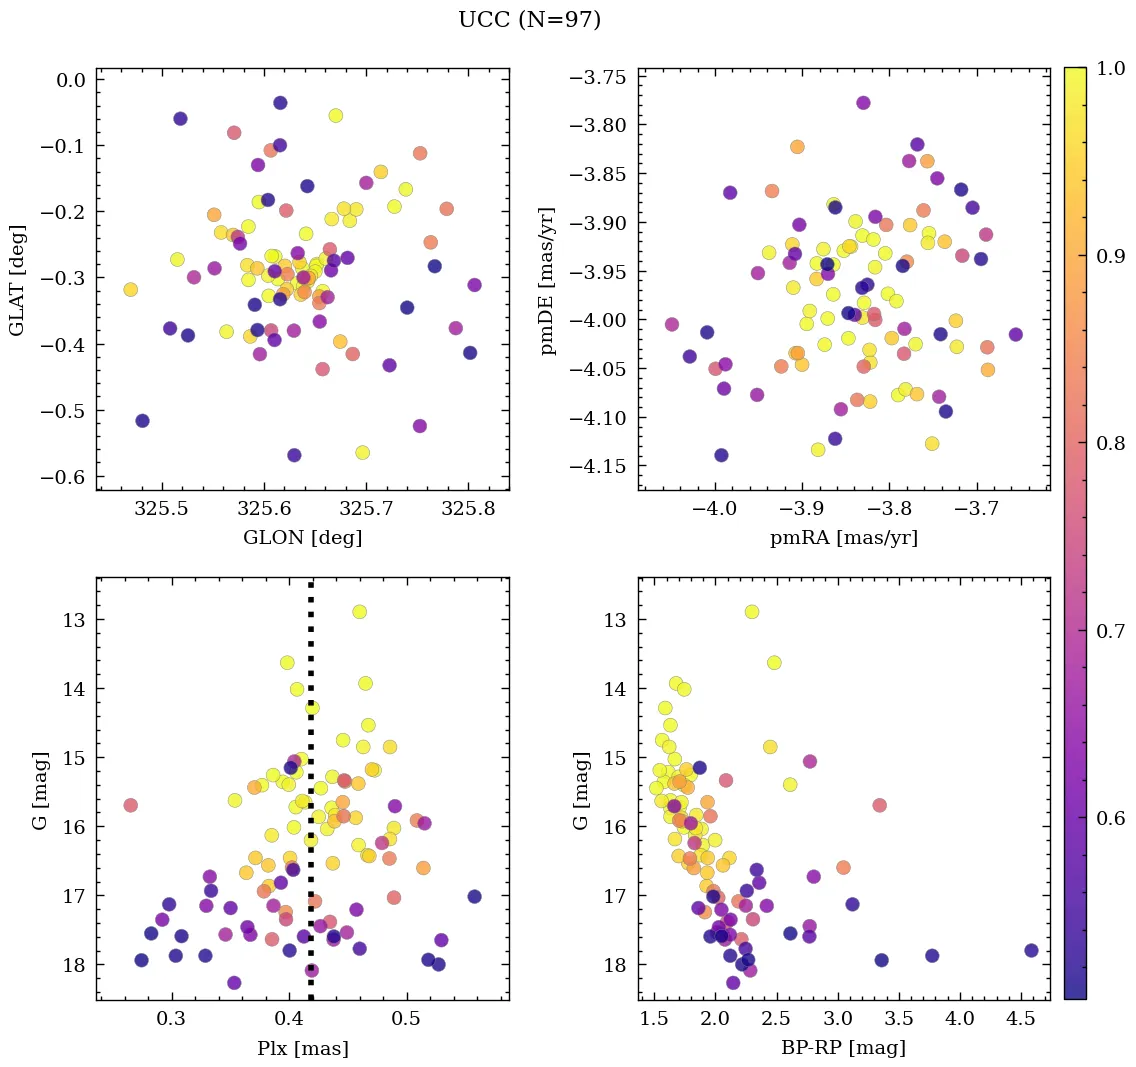 UCC (N=97)
0.0
−0.1
−0.2
−0.3
−0.4
−0.5
−0.6
GLAT [deg]
325.5 325.6 325.7 325.8
GLON [deg]
−3.75
−3.80
−3.85
−3.90
−3.95
−4.00
−4.05
−4.10
−4.15
pmDE [mas/yr]
−4.0 −3.9 −3.8 −3.7
pmRA [mas/yr]
13
14
15
16
17
18
G [mag]
0.3 0.4 0.5
Plx [mas]
13
14
15
16
17
18
G [mag]
1.5 2.0 2.5 3.0 3.5 4.0 4.5
BP-RP [mag]
1.0
0.9
0.8
0.7
0.6